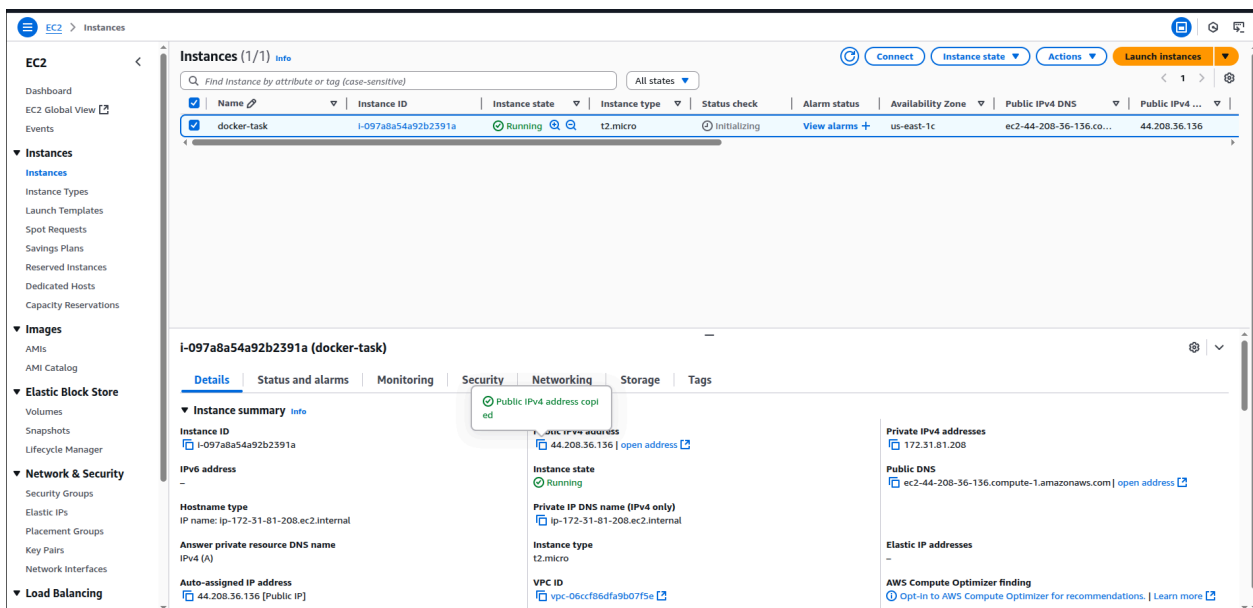 EC2 > Instances
EC2
Dashboard
EC2 Global View
Events
Instances
Instances
Instance Types
Launch Templates
Spot Requests
Savings Plans
Reserved Instances
Dedicated Hosts
Capacity Reservations
Images
AMIs
AMI Catalog
Elastic Block Store
Volumes
Snapshots
Lifecycle Manager
Network & Security
Security Groups
Elastic IPs
Placement Groups
Key Pairs
Network Interfaces
Load Balancing
Instances (1/1) Info
Connect Instance state Actions Launch instances
Find Instance by attribute or tag (case-sensitive) All states 1
Name Instance ID Instance state Instance type Status check Alarm status Availability Zone Public IPv4 DNS Public IPv4 ...
docker-task i-097a8a54a92b2391a Running t2.micro Initializing View alarms + us-east-1c ec2-44-208-36-136.co... 44.208.36.136
i-097a8a54a92b2391a (docker-task)
Details Status and alarms Monitoring Security Networking Storage Tags
Public IPv4 address copi
ed
Instance summary Info
Instance ID
i-097a8a54a92b2391a
Public IPv4 address
44.208.36.136 | open address
Private IPv4 addresses
172.31.81.208
IPv6 address
–
Instance state
Running
Public DNS
ec2-44-208-36-136.compute-1.amazonaws.com | open address
Hostname type
IP name: ip-172-31-81-208.ec2.internal
Private IP DNS name (IPv4 only)
ip-172-31-81-208.ec2.internal
Answer private resource DNS name
IPv4 (A)
Instance type
t2.micro
Elastic IP addresses
–
Auto-assigned IP address
44.208.36.136 [Public IP]
VPC ID
vpc-06ccf86dfa9b07f5e
AWS Compute Optimizer finding
Opt-in to AWS Compute Optimizer for recommendations. | Learn more